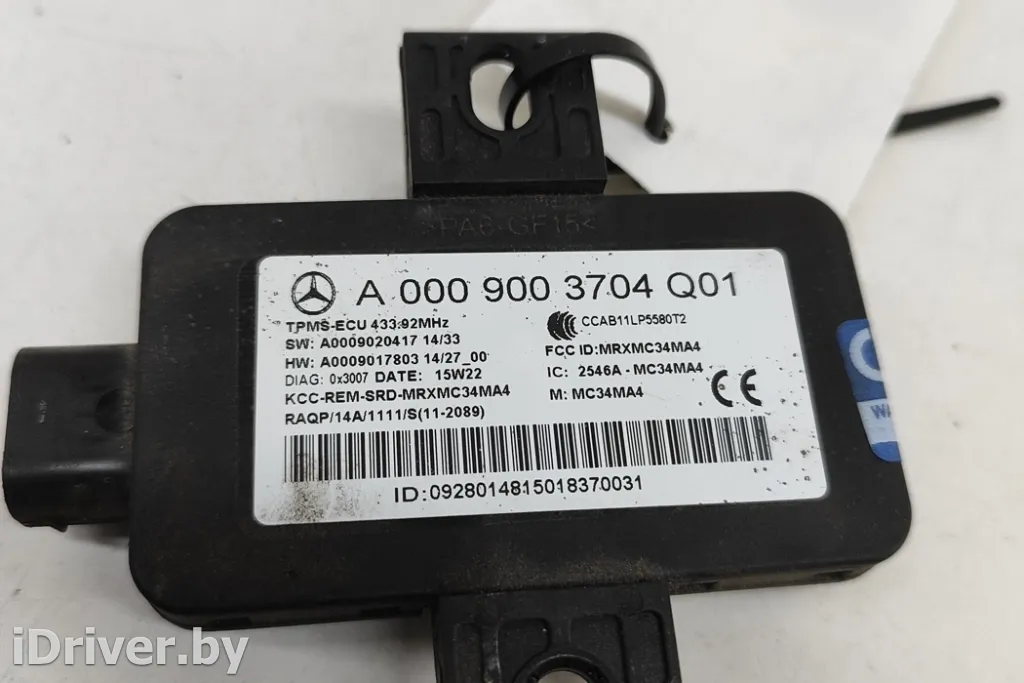 >PA6-GF15<
A 000 900 3704 Q01
TPMS-ECU 433.92MHz
SW: A0009020417 14/33
HW: A0009017803 14/27_00
DIAG: 0x3007 DATE: 15W22
KCC-REM-SRD-MRXMC34MA4
RAQP/14A/1111/S(11-2089)
CCAB11LP5580T2
FCC ID:MRXMC34MA4
IC: 2546A - MC34MA4
M: MC34MA4
CE
ID:0928014815018370031
iDriver.by